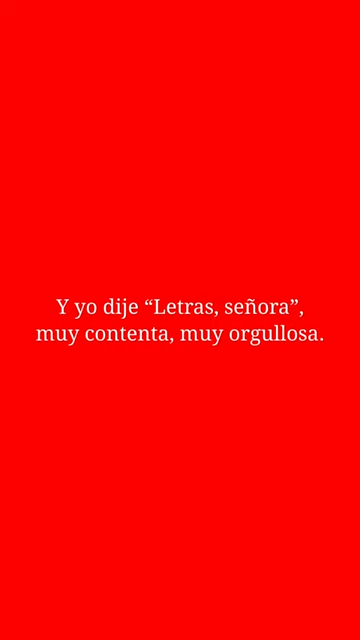 Y yo dije “Letras, señora”,
muy contenta, muy orgullosa.